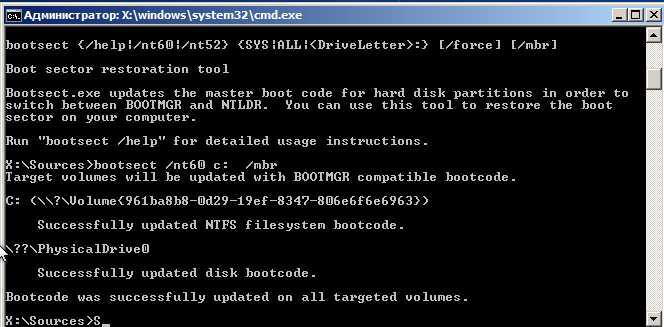 Администратор: X:\windows\system32\cmd.exe
bootsect {/help|/nt60|/nt52} {SYS|ALL|<DriveLetter>:} [/force] [/mbr]
Boot sector restoration tool
Bootsect.exe updates the master boot code for hard disk partitions in order to
switch between BOOTMGR and NTLDR.  You can use this tool to restore the boot
sector on your computer.
Run "bootsect /help" for detailed usage instructions.
X:\Sources>bootsect /nt60 c:  /mbr
Target volumes will be updated with BOOTMGR compatible bootcode.
C: (\\?\Volume{961ba8b8-0d29-19ef-8347-806e6f6e6963})
    Successfully updated NTFS filesystem bootcode.
\??\PhysicalDrive0
    Successfully updated disk bootcode.
Bootcode was successfully updated on all targeted volumes.
X:\Sources>S_